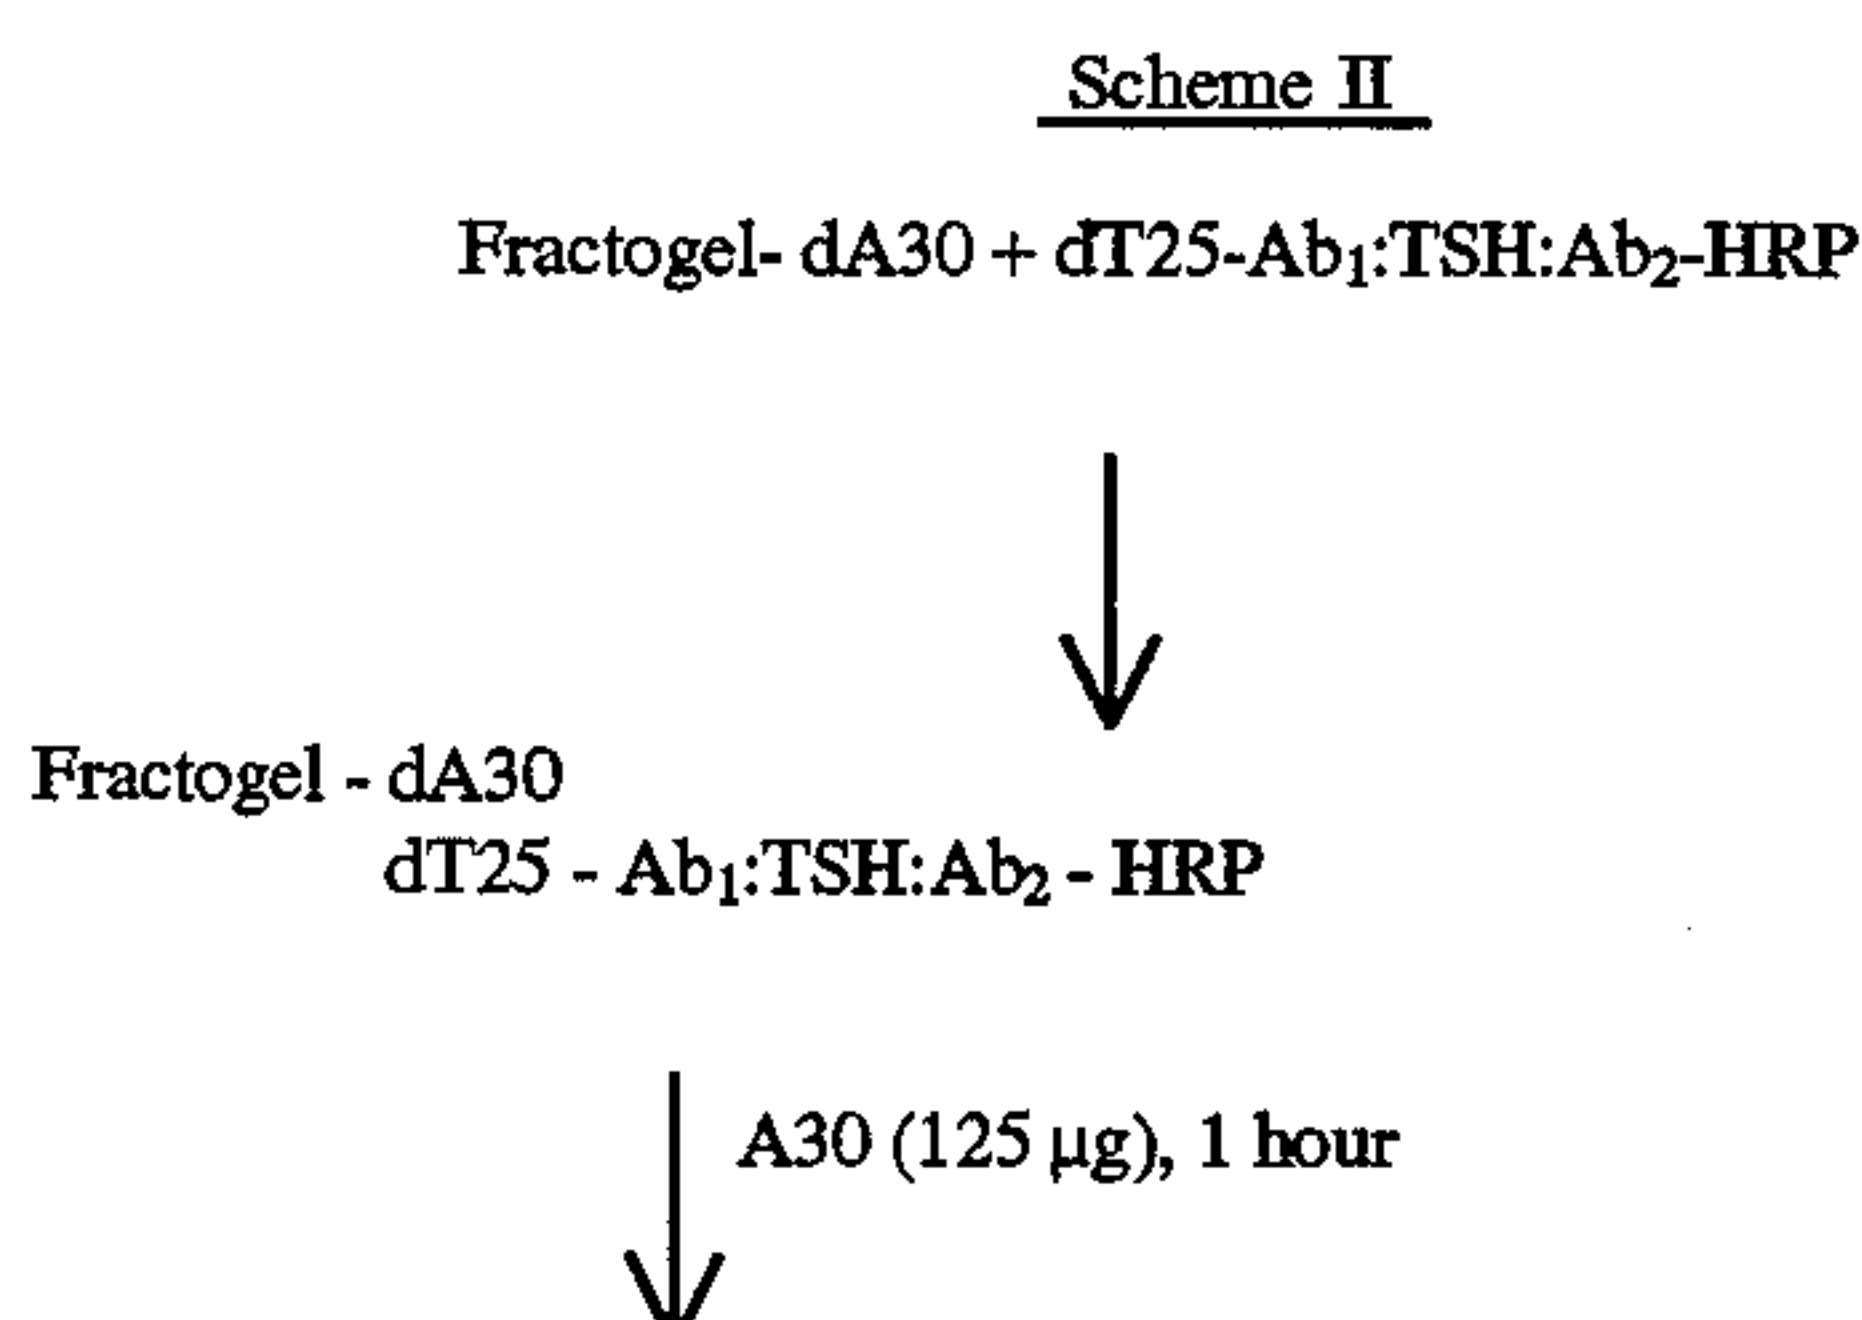 Scheme II
Fractogel- dA30 + dT25-Ab₁:TSH:Ab₂-HRP
Fractogel - dA30
dT25 - Ab₁:TSH:Ab₂ - HRP
A30 (125 µg), 1 hour